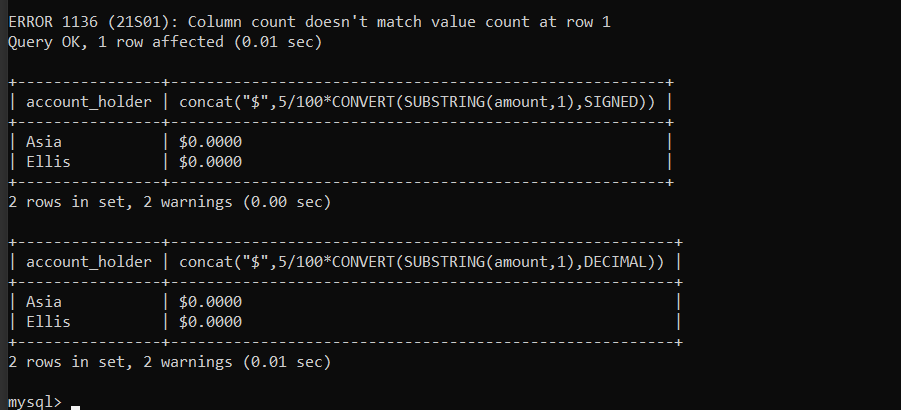 ERROR 1136 (21S01): Column count doesn't match value count at row 1
Query OK, 1 row affected (0.01 sec)
+----------------+-------------------------------------------------------+
| account_holder | concat("$",5/100*CONVERT(SUBSTRING(amount,1),SIGNED)) |
+----------------+-------------------------------------------------------+
| Asia           | $0.0000                                               |
| Ellis          | $0.0000                                               |
+----------------+-------------------------------------------------------+
2 rows in set, 2 warnings (0.00 sec)
+----------------+--------------------------------------------------------+
| account_holder | concat("$",5/100*CONVERT(SUBSTRING(amount,1),DECIMAL)) |
+----------------+--------------------------------------------------------+
| Asia           | $0.0000                                                |
| Ellis          | $0.0000                                                |
+----------------+--------------------------------------------------------+
2 rows in set, 2 warnings (0.01 sec)
mysql> _